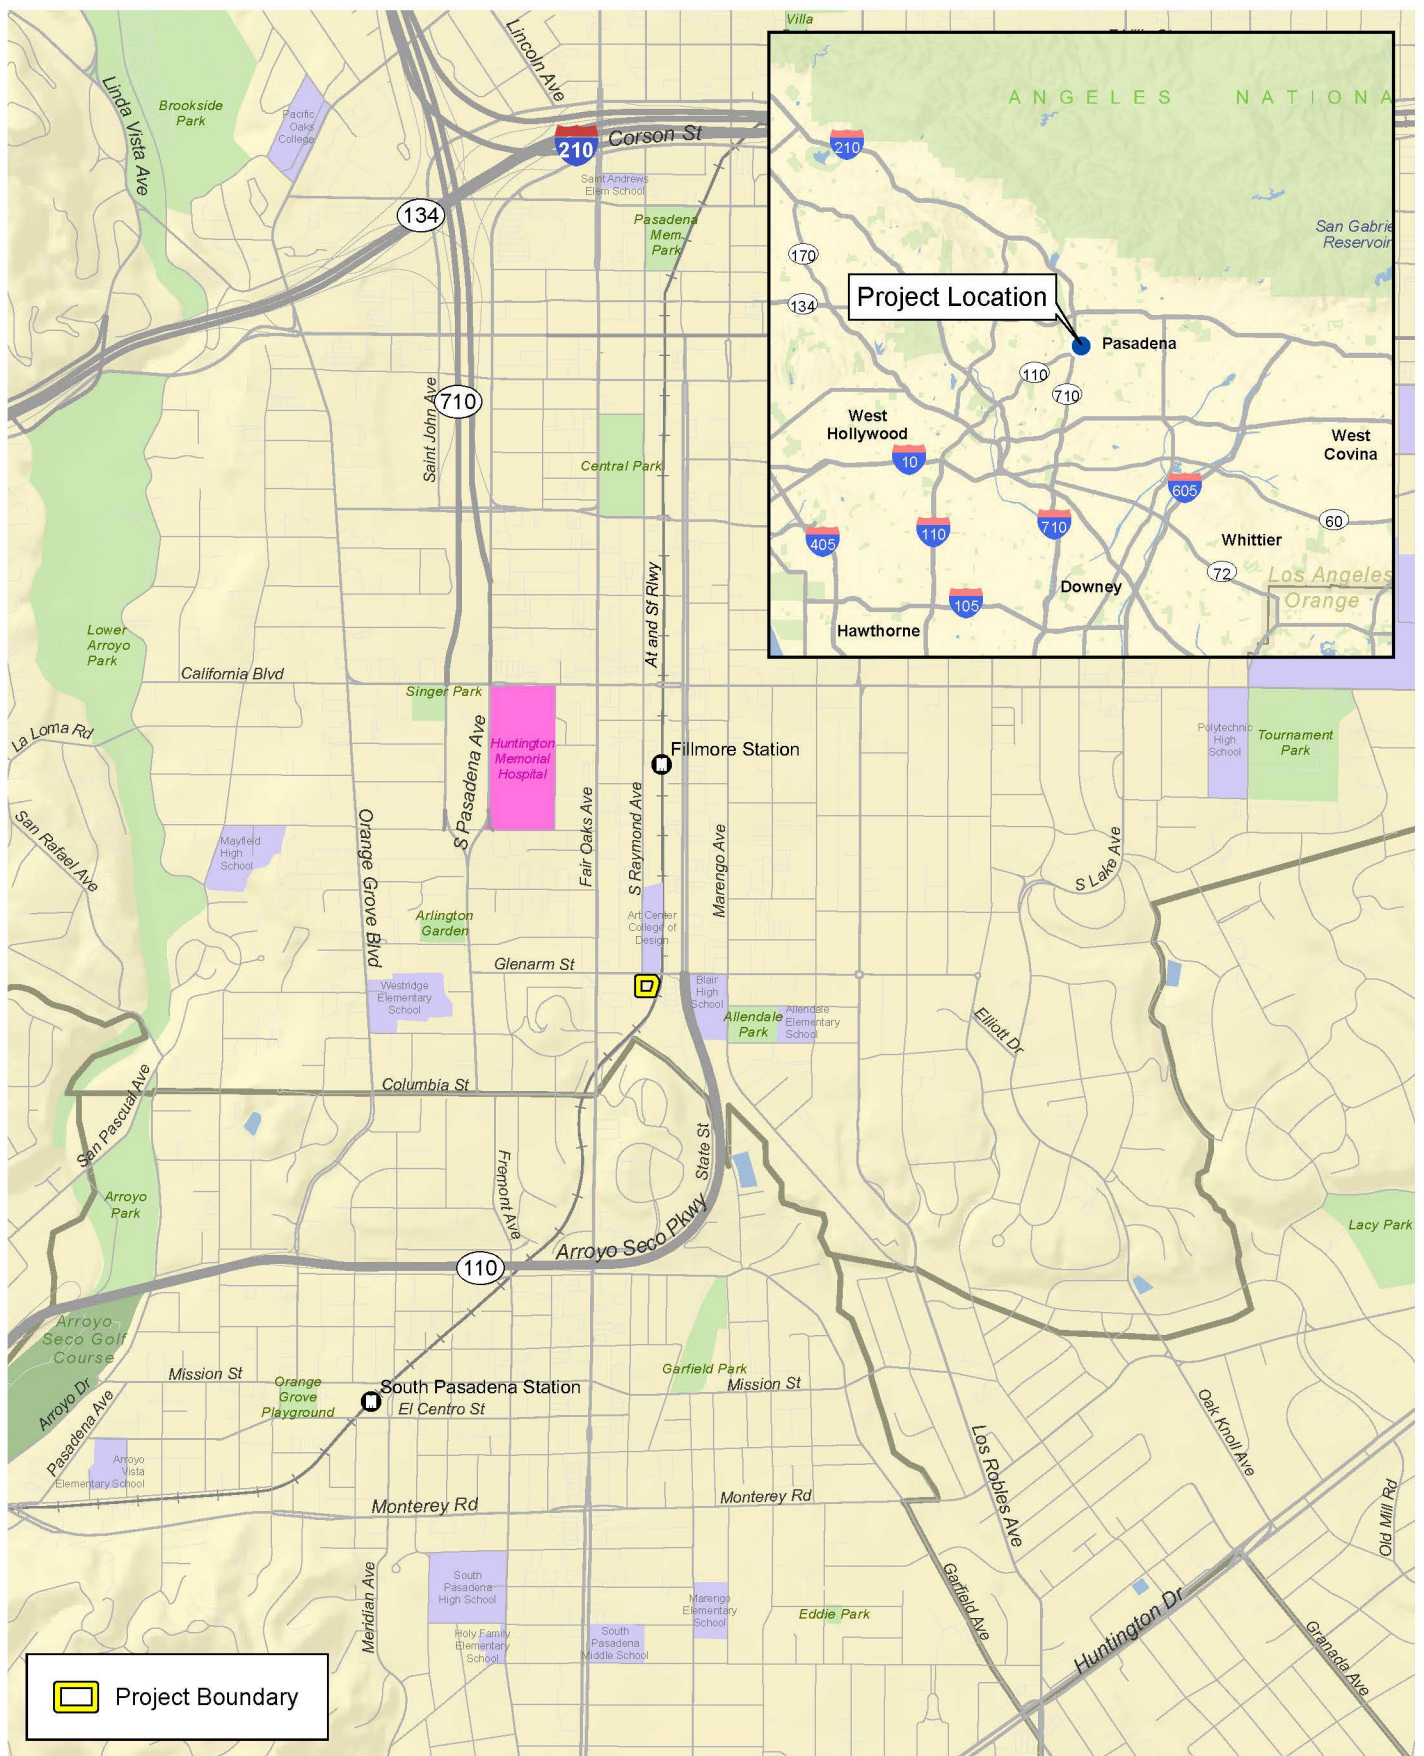 Villa
Lincoln Ave
Linda Vista Ave
Brookside
Park
Pacific
Oaks
College
210
Corson St
Saint Andrews
Elem School
134
Pasadena
Mem
Park
Saint John Ave
710
Central Park
At and Sf Rlwy
Lower
Arroyo
Park
California Blvd
Singer Park
La Loma Rd
S Pasadena Ave
Huntington
Memorial
Hospital
Fillmore Station
Polytechnic
High
School
Tournament
Park
San Rafael Ave
Mayfield
High
School
Orange Grove Blvd
Fair Oaks Ave
S Raymond Ave
Marengo Ave
S Lake Ave
Arlington
Garden
Art Center
College of
Design
Glenarm St
Westridge
Elementary
School
Blair
High
School
Allendale
Park
Allendale
Elementary
School
Elliott Dr
Columbia St
San Pascual Ave
State St
Fremont Ave
Arroyo
Park
Arroyo Seco Pkwy
Lacy Park
110
Arroyo
Seco Golf
Course
Mission St
Garfield Park
Mission St
Orange
Grove
Playground
South Pasadena Station
El Centro St
Arroyo Dr
Pasadena Ave
Oak Knoll Ave
Los Robles Ave
Arroyo
Vista
Elementary School
Monterey Rd
Monterey Rd
Old Mill Rd
Meridian Ave
South
Pasadena
High School
Marengo
Elementary
School
Eddie Park
Garfield Ave
Huntington Dr
Granada Ave
Holy Family
Elementary
School
South
Pasadena
Middle School
Project Boundary
ANGELES NATIONA
210
San Gabrie
Reservoir
170
134
Project Location
Pasadena
110
710
West
Hollywood
10
West
Covina
605
60
405
110
710
Whittier
72
Los Angeles
Orange
Downey
105
Hawthorne